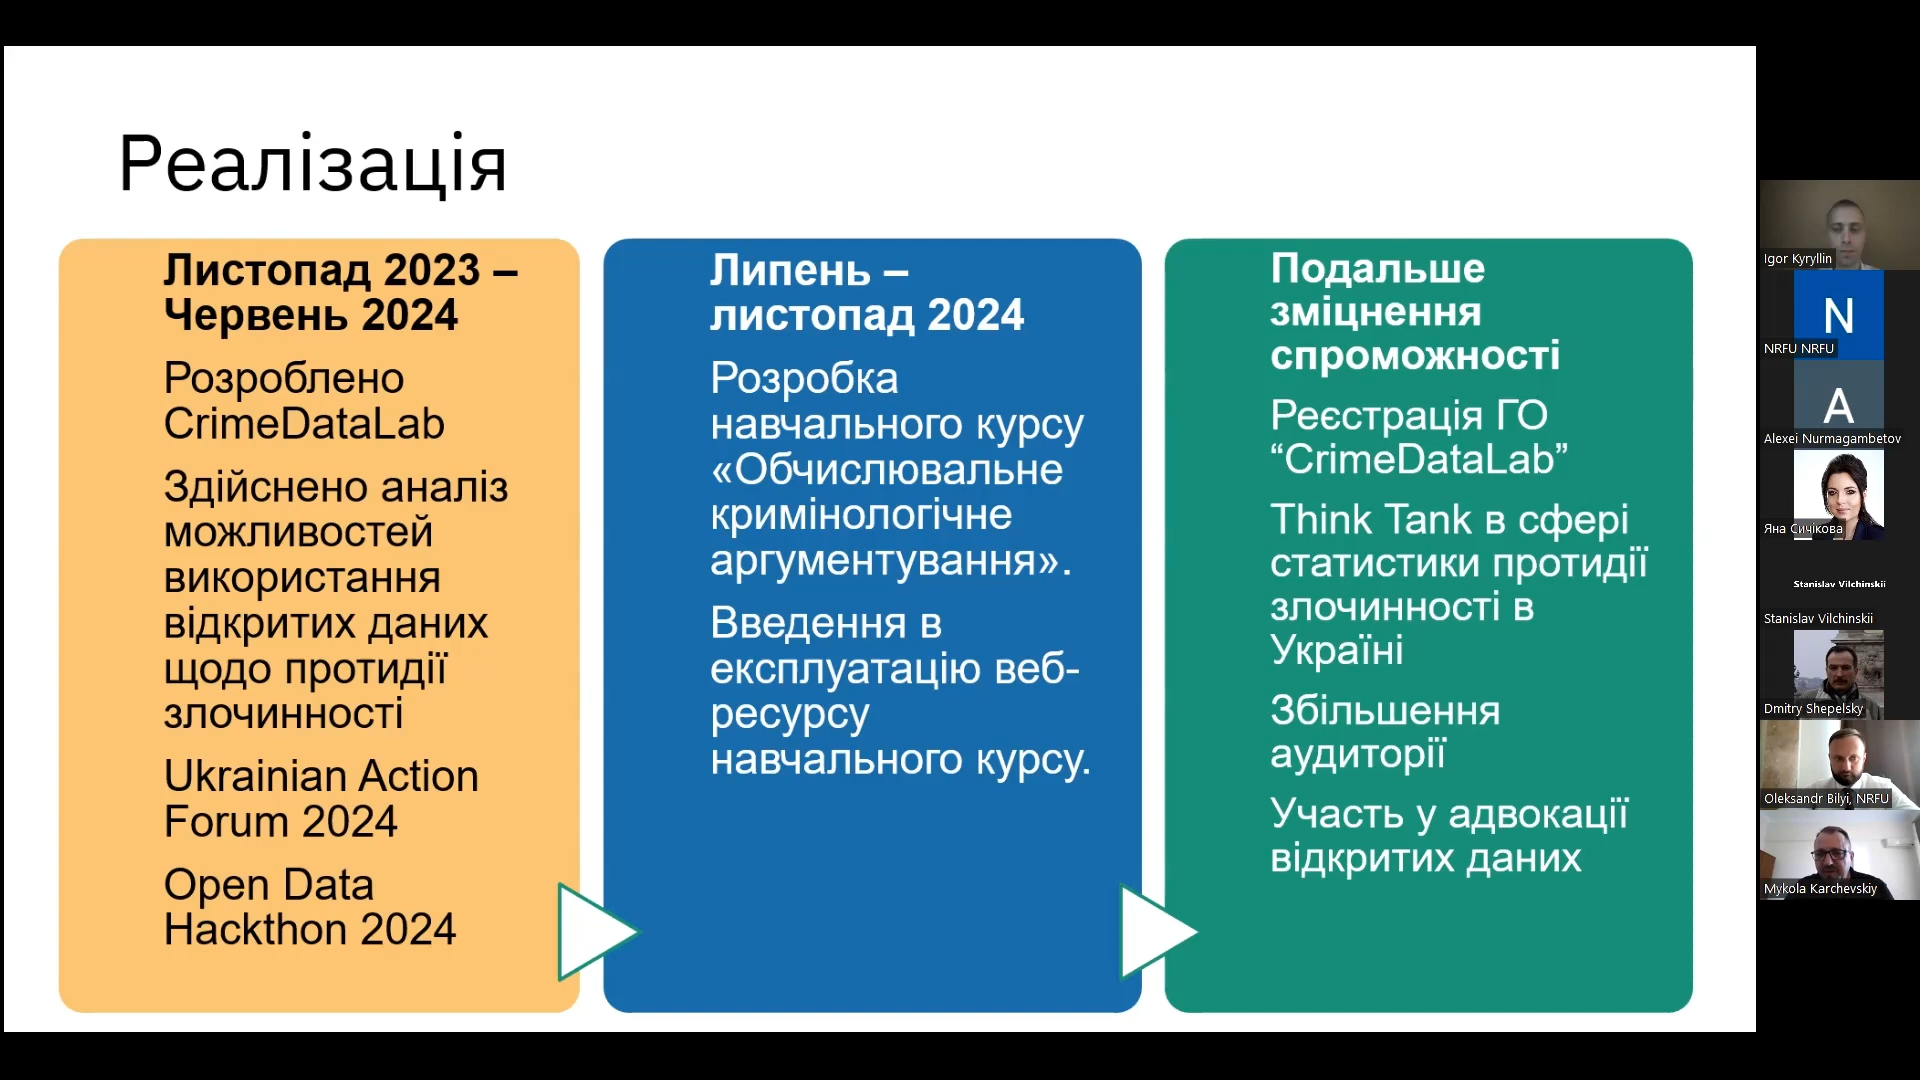 Реалізація
Листопад 2023 –
Червень 2024
Розроблено
CrimeDataLab
Здійснено аналіз
можливостей
використання
відкритих даних
щодо протидії
злочинності
Ukrainian Action
Forum 2024
Open Data
Hackthon 2024
Липень –
листопад 2024
Розробка
навчального курсу
«Обчислювальне
кримінологічне
аргументування».
Введення в
експлуатацію веб-
ресурсу
навчального курсу.
Подальше
зміцнення
спроможності
Реєстрація ГО
“CrimeDataLab”
Think Tank в сфері
статистики протидії
злочинності в
Україні
Збільшення
аудиторії
Участь у адвокації
відкритих даних
Igor Kyryllin
N
NRFU NRFU
A
Alexei Nurmagambetov
Яна Сичікова
Stanislav Vilchinskii
Stanislav Vilchinskii
Dmitry Shepelsky
Oleksandr Bilyi, NRFU
Mykola Karchevskiy